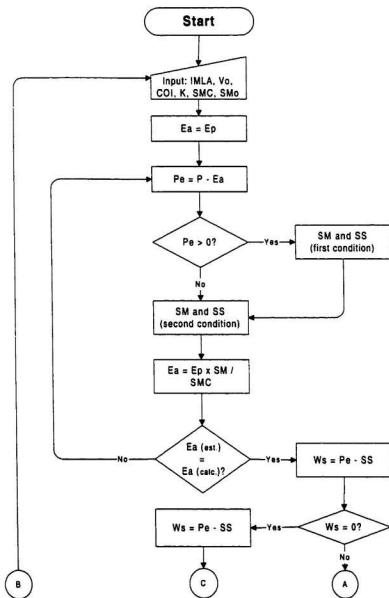 Start
Input: IMLA, Vo,
COI, K, SMC, SMo
Ea = Ep
Pe = P - Ea
Pe > 0?
Yes
SM and SS
(first condition)
No
SM and SS
(second condition)
Ea = Ep x SM /
SMC
Ea (est.)
=
Ea (calc.)?
No
Yes
Ws = Pe - SS
Ws = 0?
Yes
Ws = Pe - SS
No
B
C
A